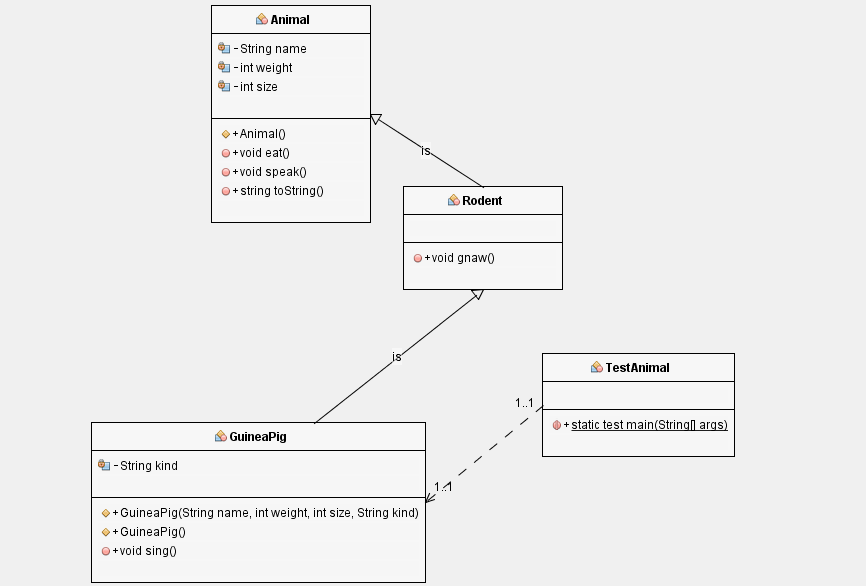 Animal
- String name
- int weight
- int size
+Animal()
+void eat()
+void speak()
+string toString()
is
Rodent
+void gnaw()
is
TestAnimal
+ static test main(String[] args)
1..1
1..1
GuineaPig
- String kind
+GuineaPig(String name, int weight, int size, String kind)
+GuineaPig()
+void sing()